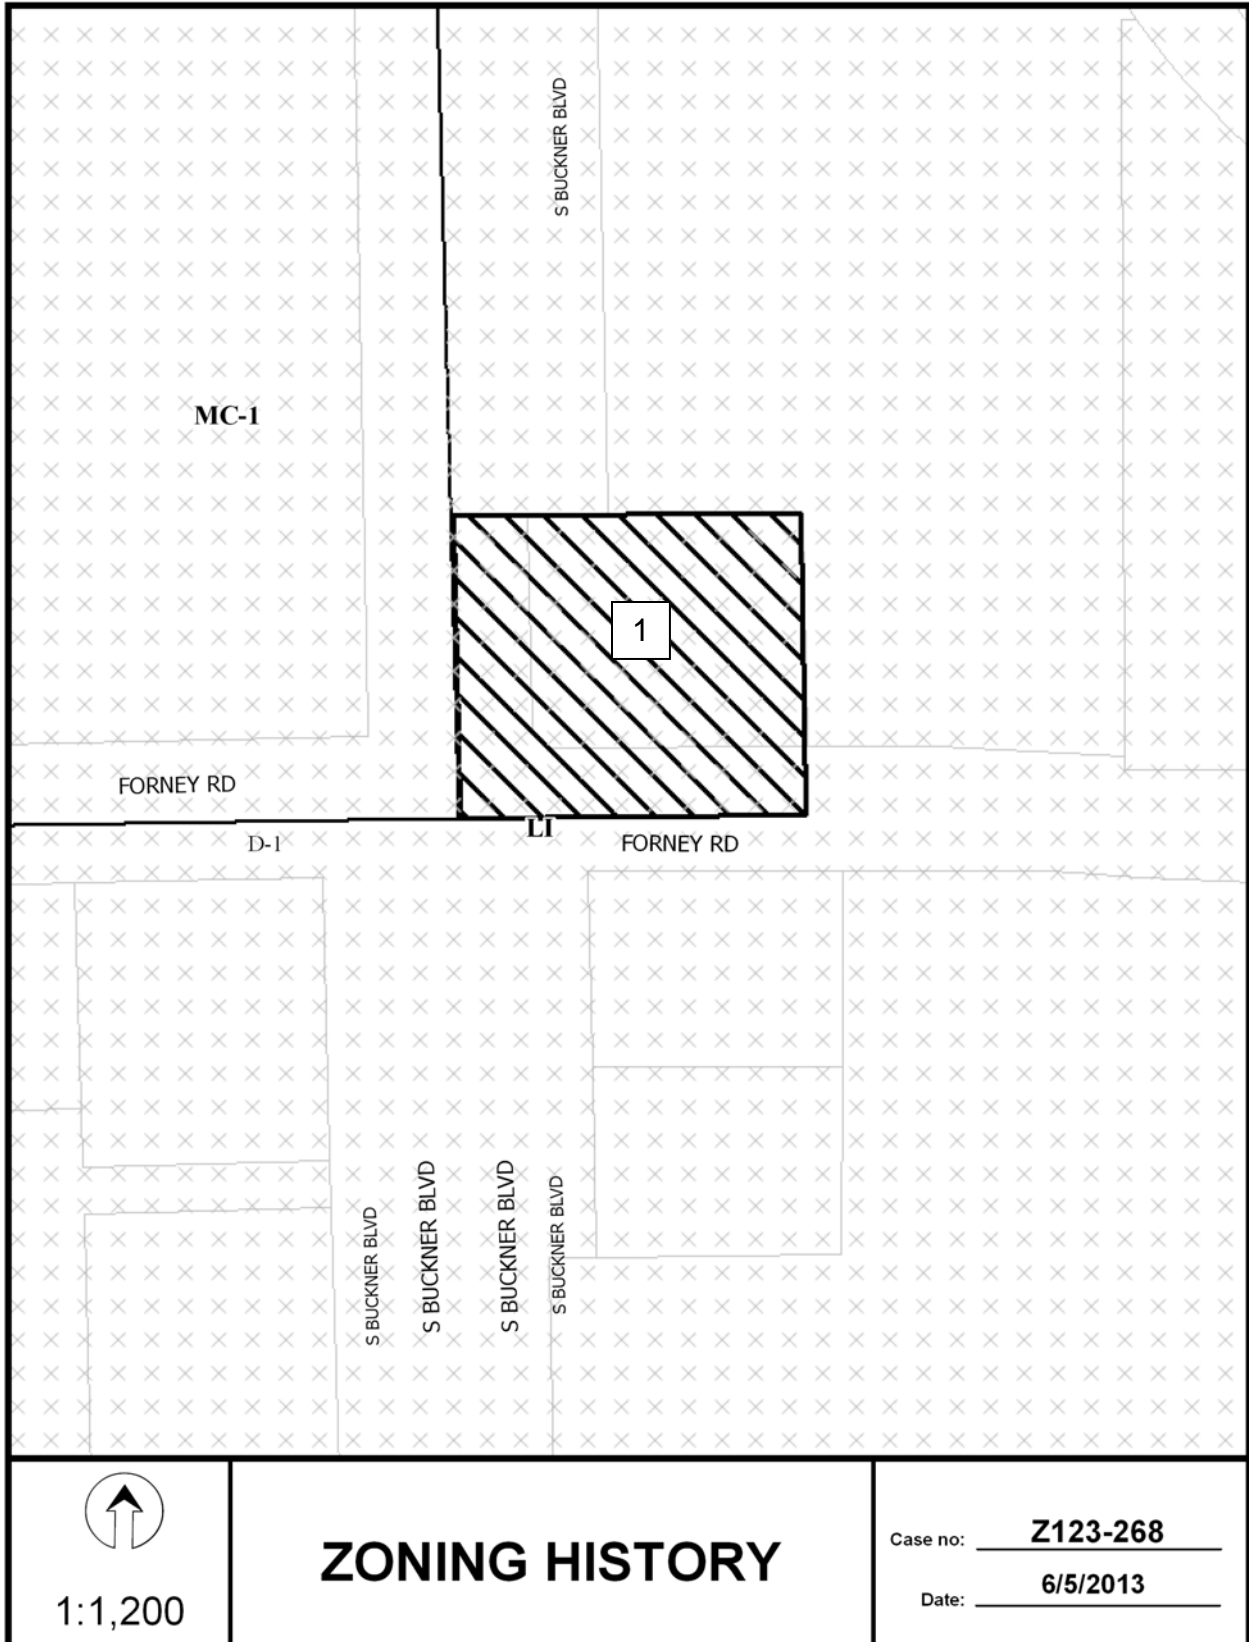 S BUCKNER BLVD
MC-1
1
FORNEY RD
LI
D-1
FORNEY RD
S BUCKNER BLVD
S BUCKNER BLVD
S BUCKNER BLVD
S BUCKNER BLVD
1:1,200
ZONING HISTORY
Case no: Z123-268
Date: 6/5/2013